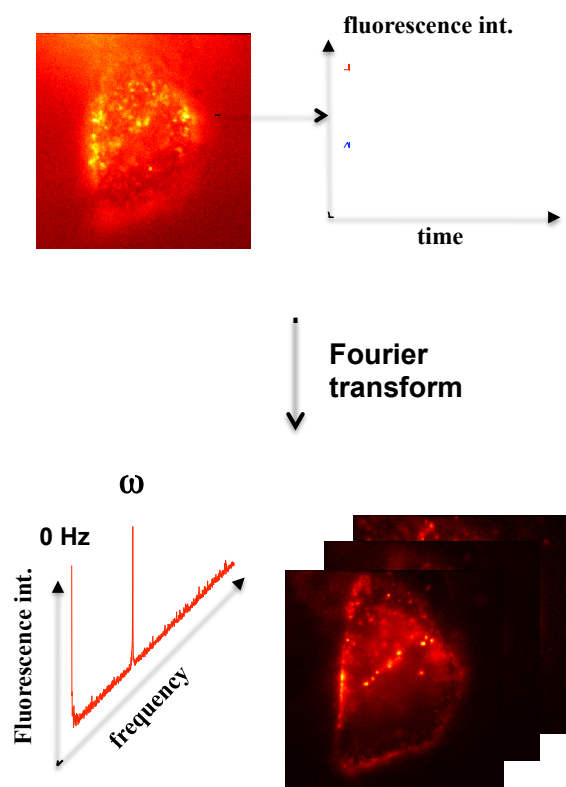 fluorescence int.
time
Fourier
transform
ω
0 Hz
Fluorescence int.
frequency